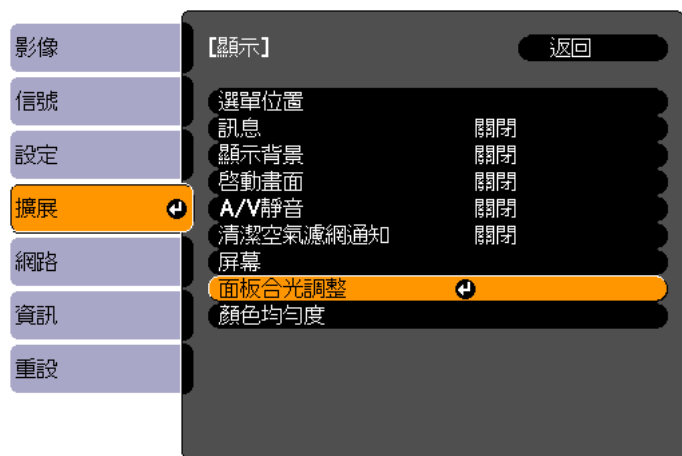 影像
信號
設定
擴展
網路
資訊
重設
[顯示] 返回
選單位置
訊息 關閉
顯示背景 關閉
啓動畫面 關閉
A/V靜音 關閉
清潔空氣濾網通知 關閉
屏幕
面板合光調整
顏色均勻度